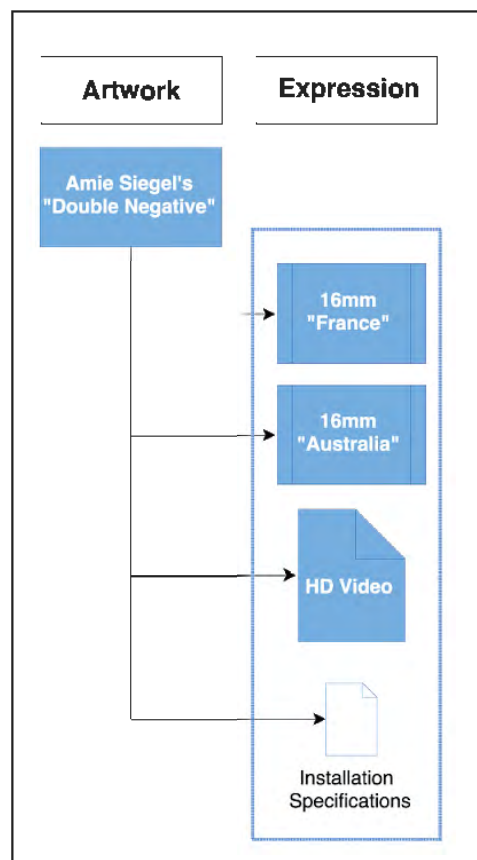 Artwork
Expression
Amie Siegel's
"Double Negative"
16mm
"France"
16mm
"Australia"
HD Video
Installation
Specifications